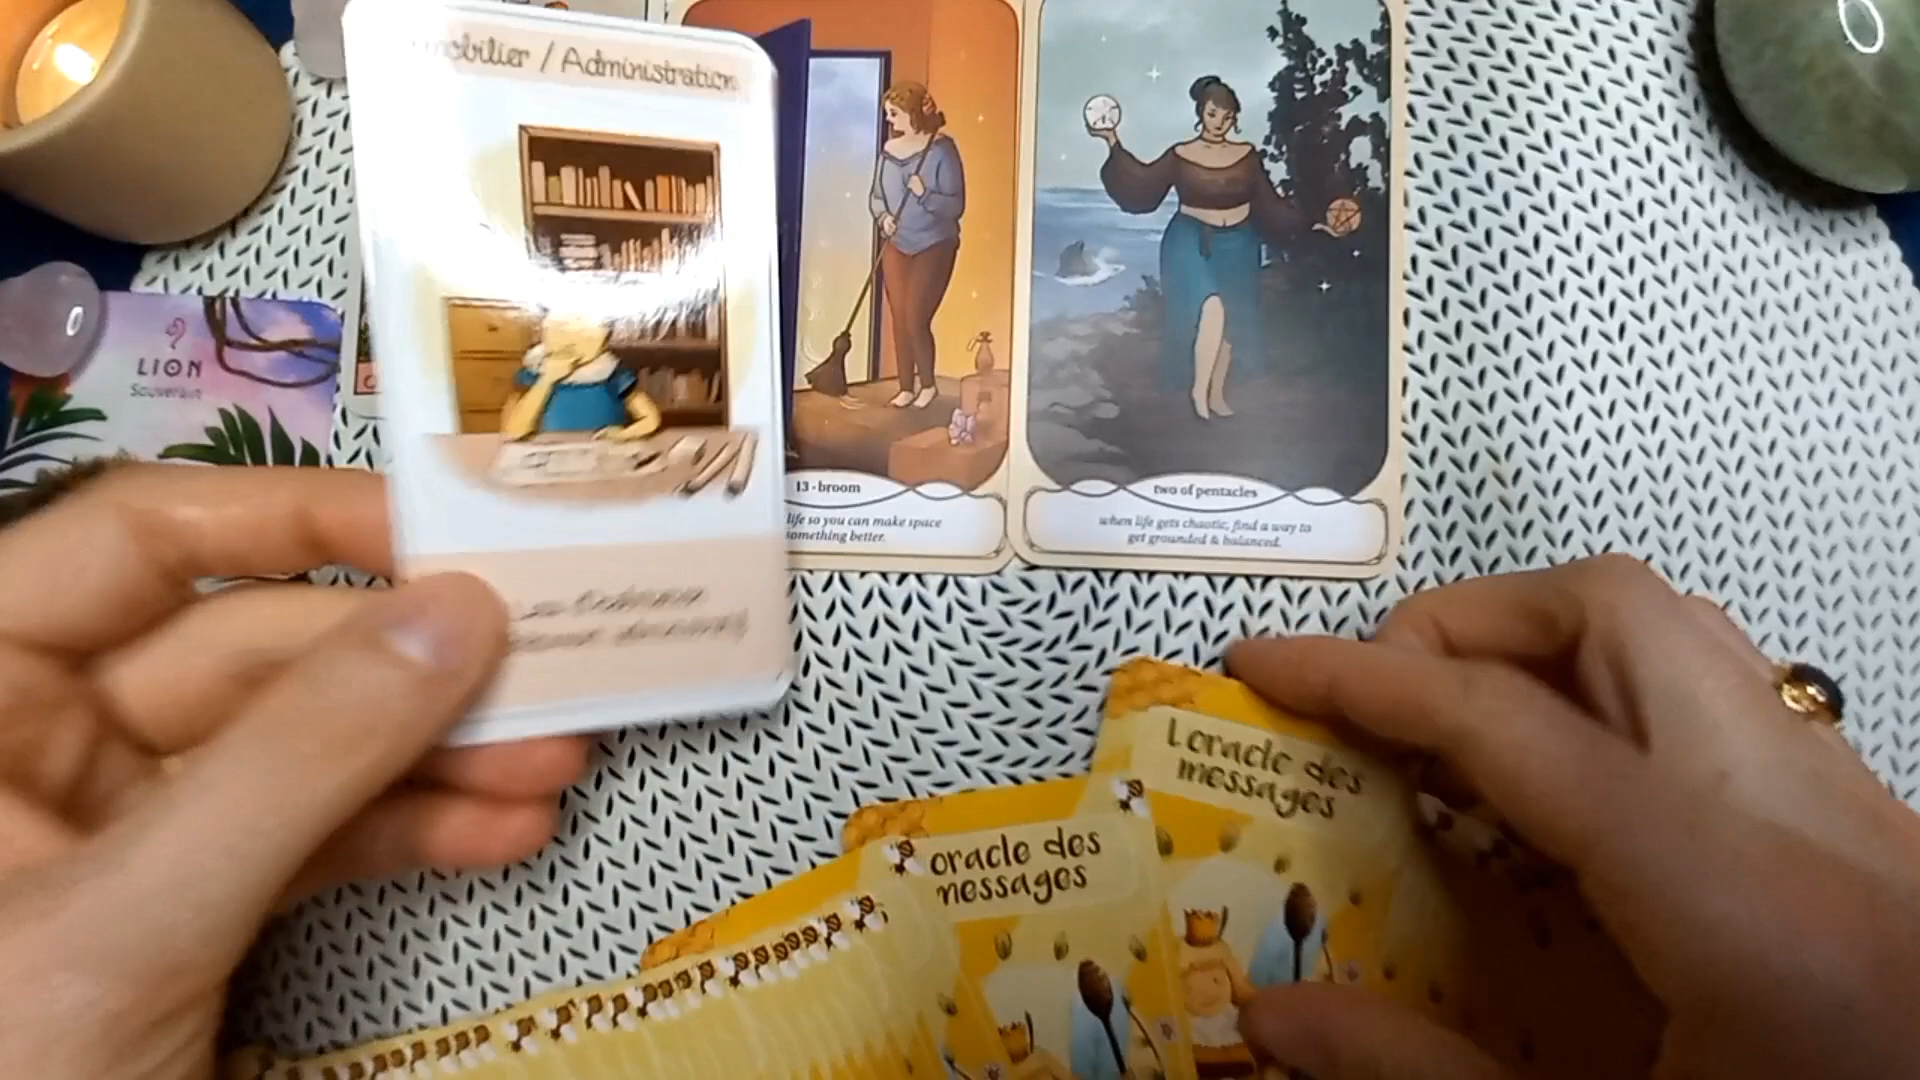 mobilier / Administration
LION
Souverain
13 - broom
life so you can make space
something better.
two of pentacles
when life gets chaotic, find a way to
get grounded & balanced.
L oracle des
messages
oracle des
messages